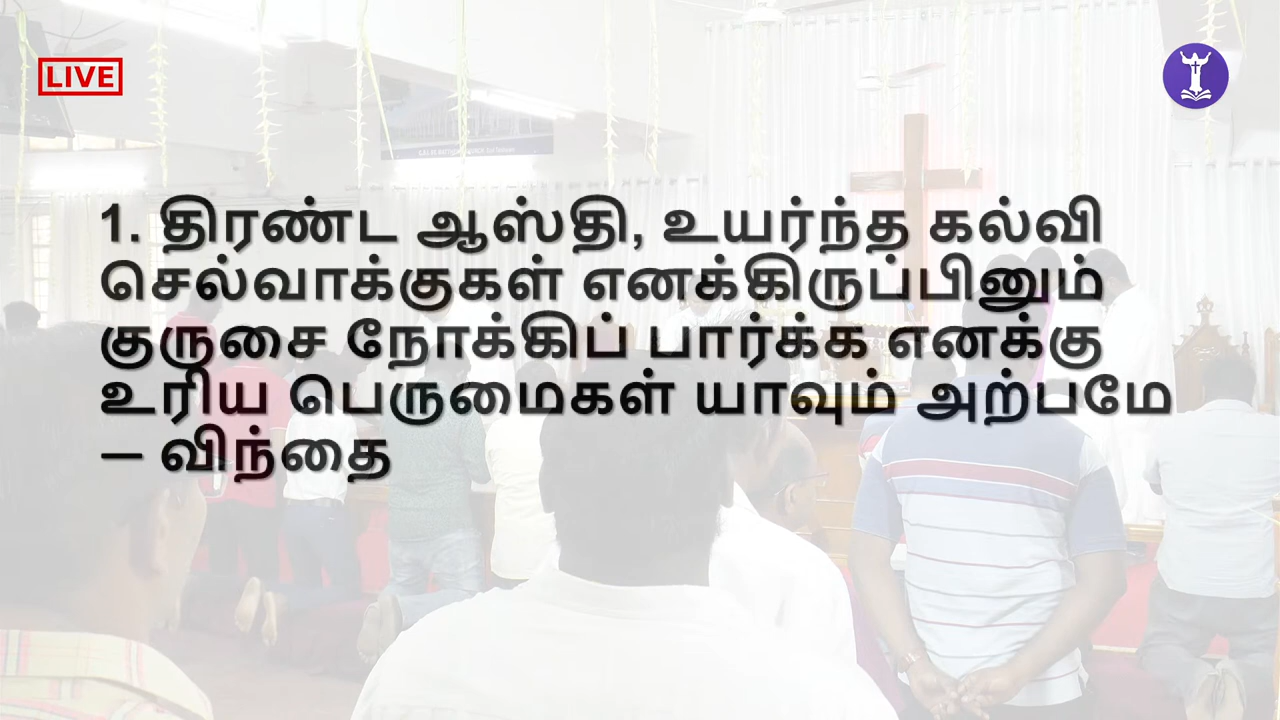 LIVE
1. திரண்ட ஆஸ்தி, உயர்ந்த கல்வி
செல்வாக்குகள் எனக்கிருப்பினும்
குருசை நோக்கிப் பார்க்க எனக்கு
உரிய பெருமைகள் யாவும் அற்பமே
– விந்தை